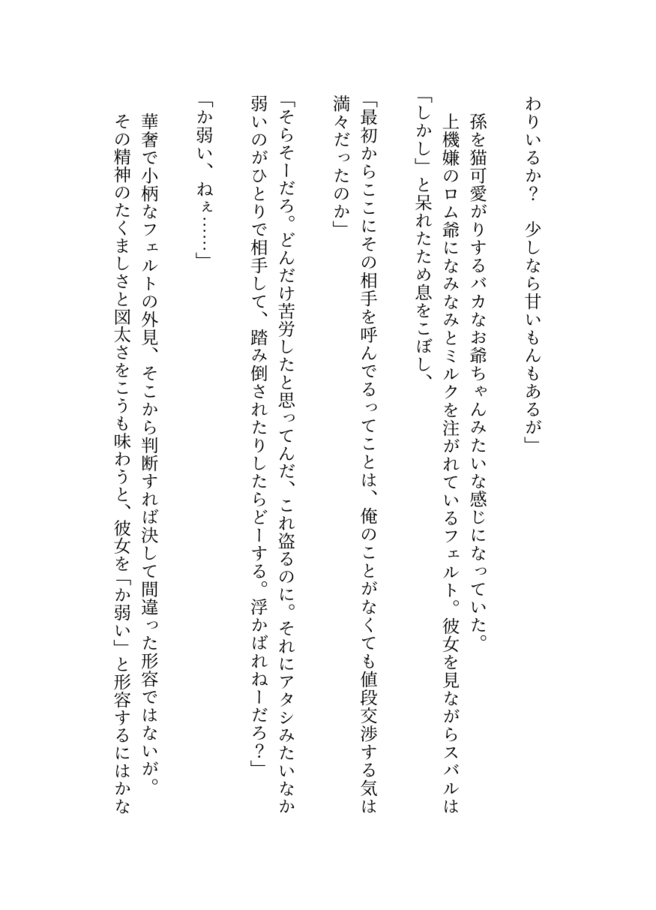 わりいるか？　少しなら甘いもんもあるが」
孫を猫可愛がりするバカなお爺ちゃんみたいな感じになっていた。
上機嫌のロム爺になみなみとミルクを注がれているフェルト。彼女を見ながらスバルは
「しかし」と呆れたため息をこぼし、
「最初からここにその相手を呼んでるってことは、俺のことがなくても値段交渉する気は
満々だったのか」
「そらそーだろ。どんだけ苦労したと思ってんだ、これ盗るのに。それにアタシみたいなか
弱いのがひとりで相手して、踏み倒されたりしたらどーする。浮かばれねーだろ？」
「か弱い、ねぇ……」
華奢で小柄なフェルトの外見、そこから判断すれば決して間違った形容ではないが。
その精神のたくましさと図太さをこうも味わうと、彼女を「か弱い」と形容するにはかな